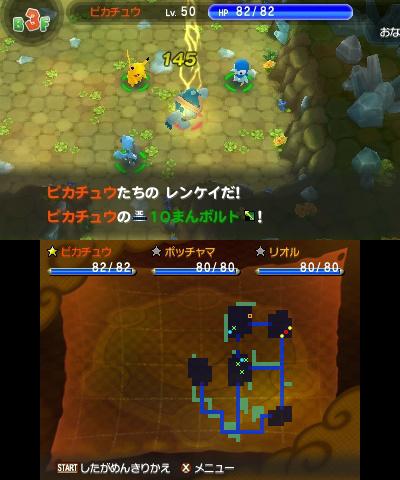 B3F ピカチュウ Lv. 50 HP 82/82
おな
145
ピカチュウたちの レンケイだ!
ピカチュウの 10まんボルト !
ピカチュウ ポッチャマ リオル
82/82 80/80 80/80
START したがめんきりかえ X メニュー